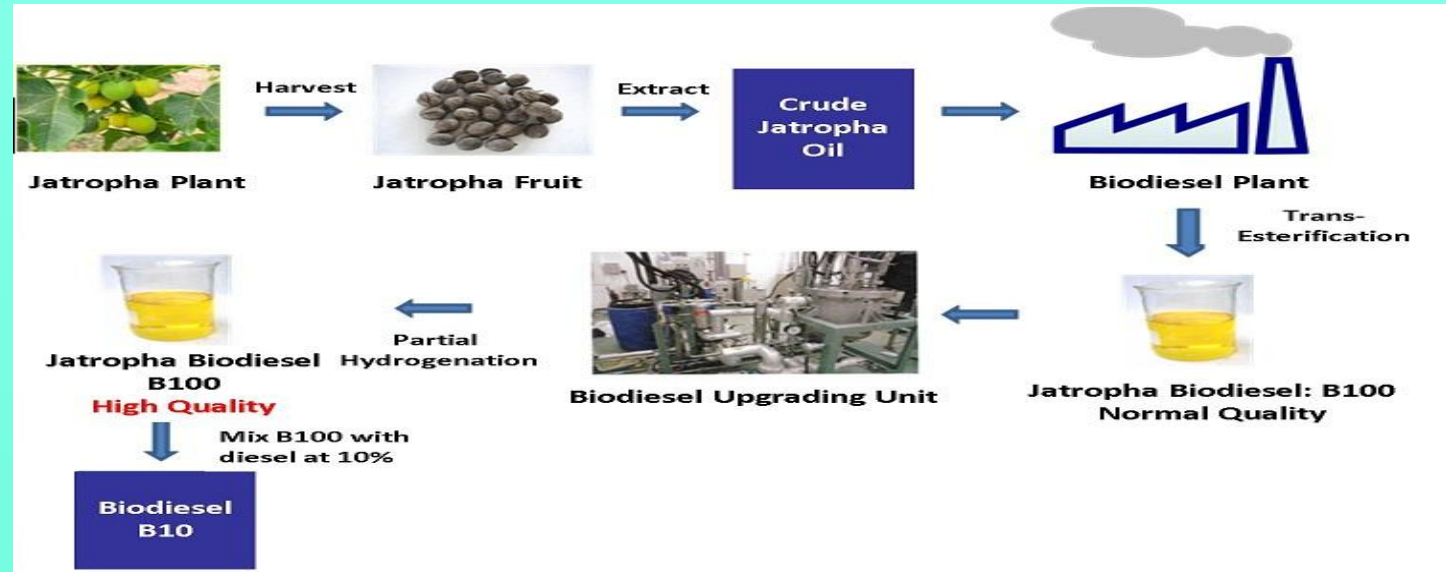 Harvest
Extract
Crude
Jatropha
Oil
Jatropha Plant
Jatropha Fruit
Biodiesel Plant
Trans-
Esterification
Jatropha Biodiesel: B100
Normal Quality
Biodiesel Upgrading Unit
Partial
Hydrogenation
Jatropha Biodiesel
B100
High Quality
Mix B100 with
diesel at 10%
Biodiesel
B10